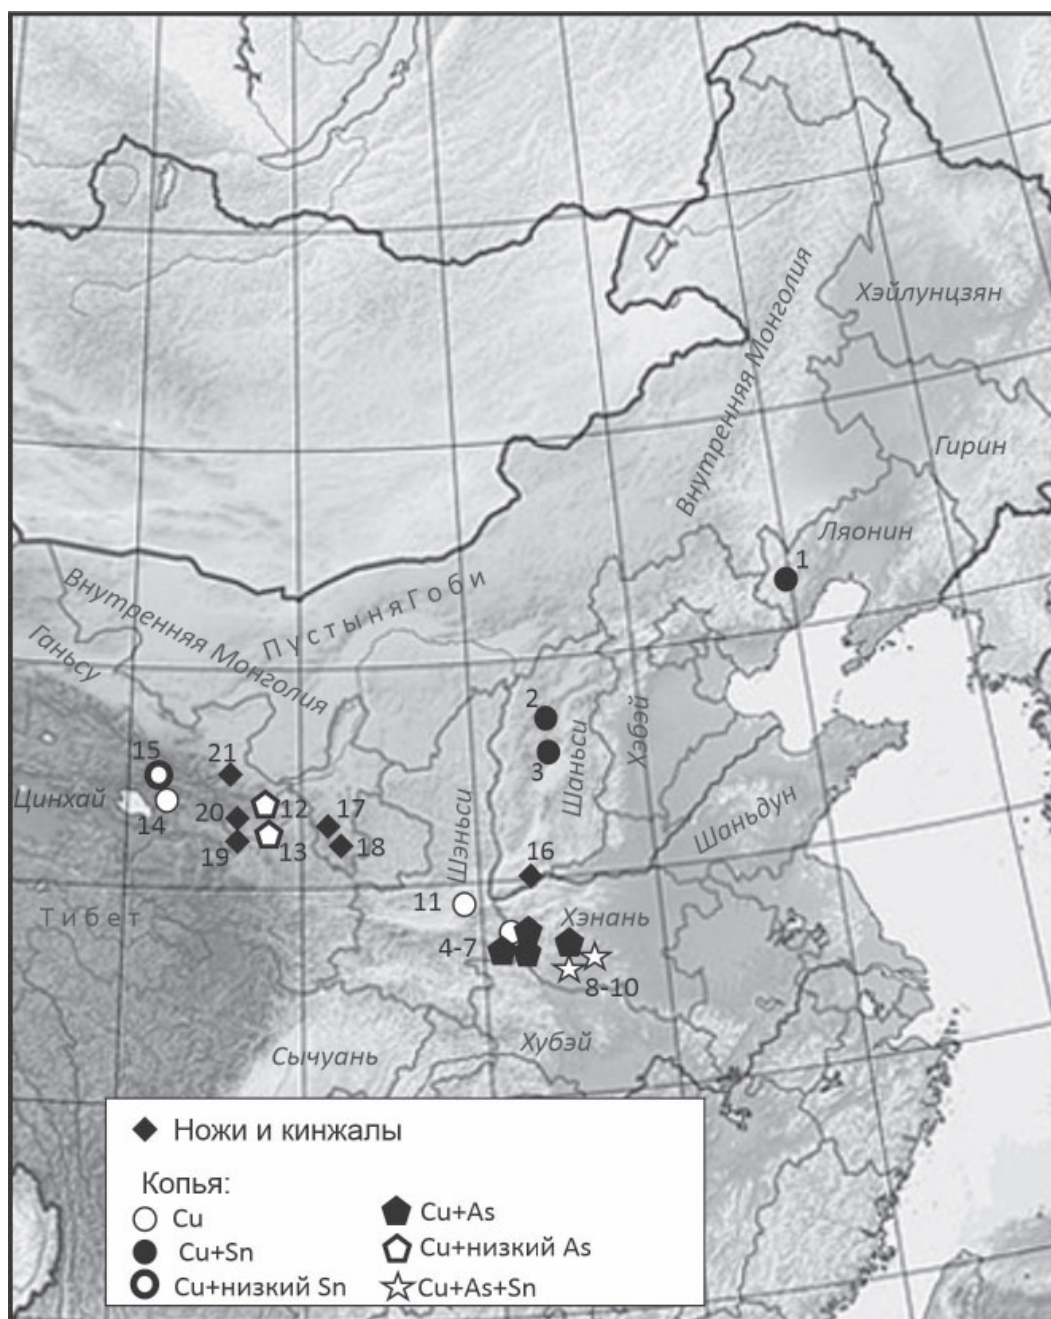 Хэйлунцзян
Внутренняя Монголия
Гирин
Ляонин
1
Внутренняя Монголия
Пустыня Гоби
Ганьсу
2
Хэбэй
Шаньси
3
15
21
Цинхай
12
17
14
20
19
13
18
Шэньси
Шаньдун
16
11
Тибет
Хэнань
4-7
8-10
Хубэй
Сычуань
Ножи и кинжалы
Копья:
Cu
Cu+As
Cu+Sn
Cu+низкий As
Cu+низкий Sn
Cu+As+Sn